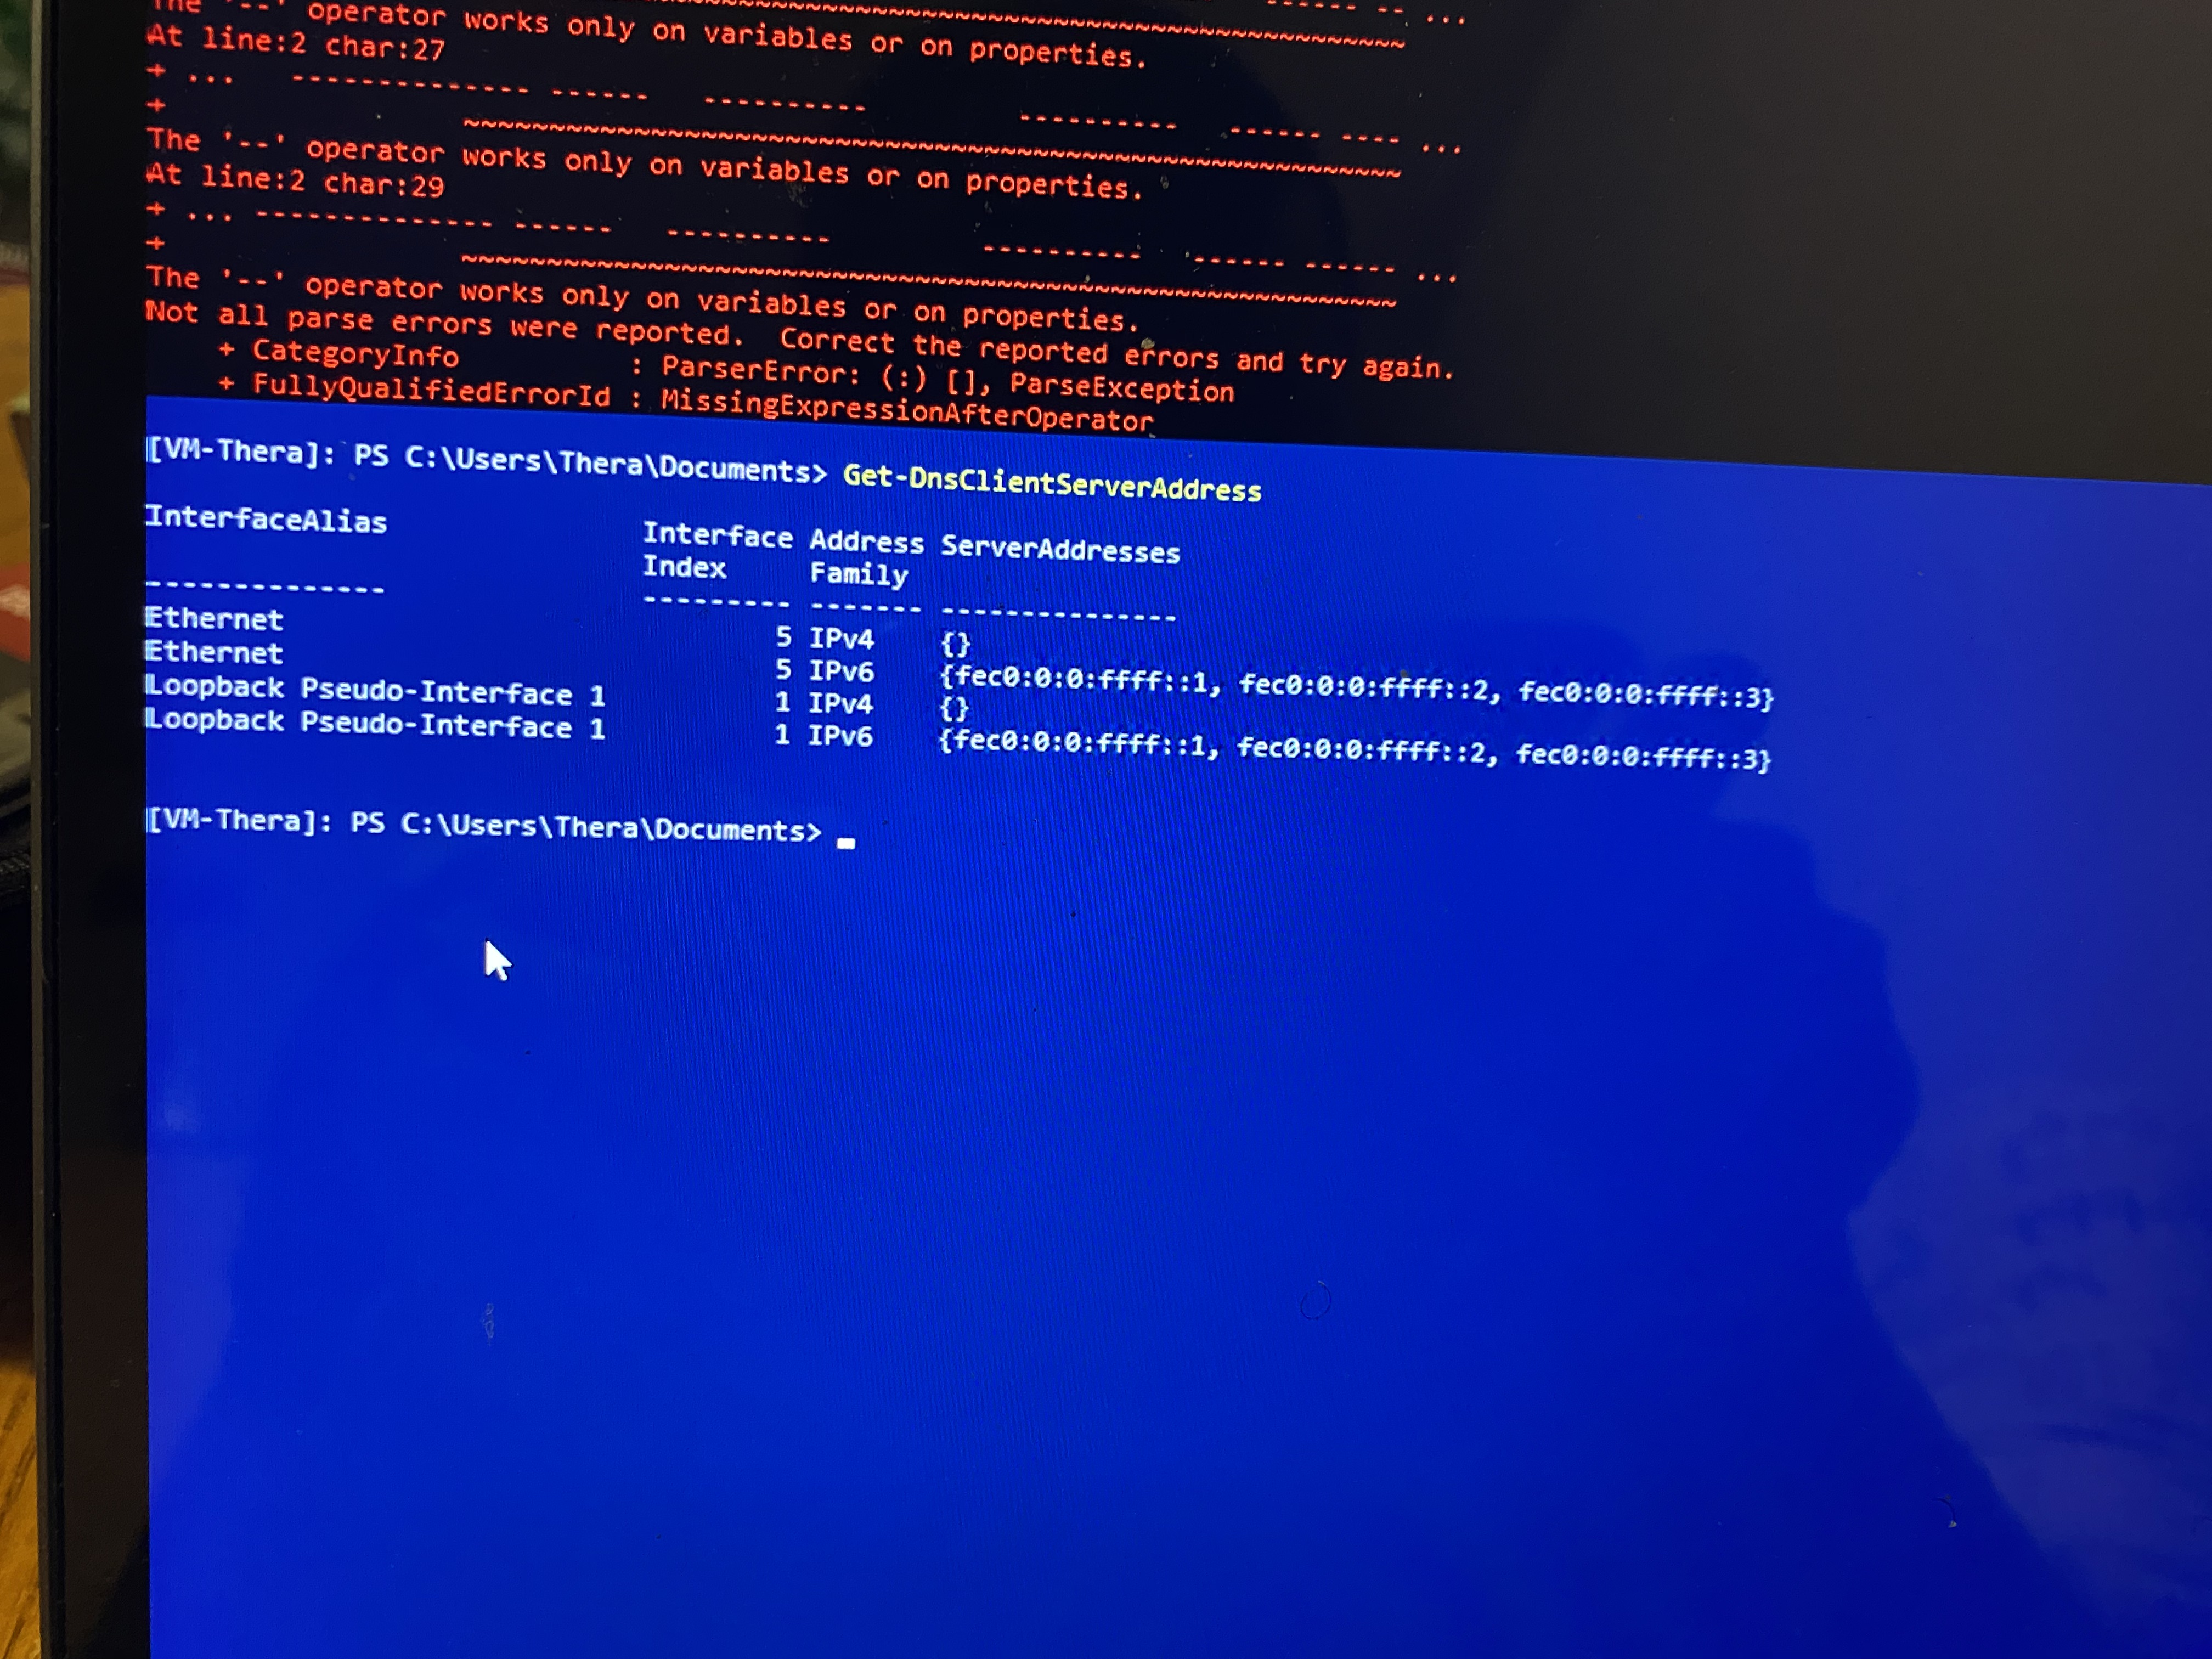 The '--' operator works only on variables or on properties.
At line:2 char:27
+ ...   -------------- ------   ----------         ----------   ------ ---- ...
+                   ~~~~~~~~~~~~~~~~~~~~~~~~~~~~~~~~~~~~~~~~~~~~~~~~~~~~~~~~~
The '--' operator works only on variables or on properties.
At line:2 char:29
+ ... -------------- ------   ----------         ----------   ------ ------ ...
+                   ~~~~~~~~~~~~~~~~~~~~~~~~~~~~~~~~~~~~~~~~~~~~~~~~~~~~~~~~~
The '--' operator works only on variables or on properties.
Not all parse errors were reported.  Correct the reported errors and try again.
    + CategoryInfo          : ParserError: (:) [], ParseException
    + FullyQualifiedErrorId : MissingExpressionAfterOperator
[VM-Thera]: PS C:\Users\Thera\Documents> Get-DnsClientServerAddress
InterfaceAlias               Interface Address ServerAddresses
                             Index     Family
--------------               --------- ------- ---------------
Ethernet                             5 IPv4    {}
Ethernet                             5 IPv6    {fec0:0:0:ffff::1, fec0:0:0:ffff::2, fec0:0:0:ffff::3}
Loopback Pseudo-Interface 1          1 IPv4    {}
Loopback Pseudo-Interface 1          1 IPv6    {fec0:0:0:ffff::1, fec0:0:0:ffff::2, fec0:0:0:ffff::3}
[VM-Thera]: PS C:\Users\Thera\Documents>